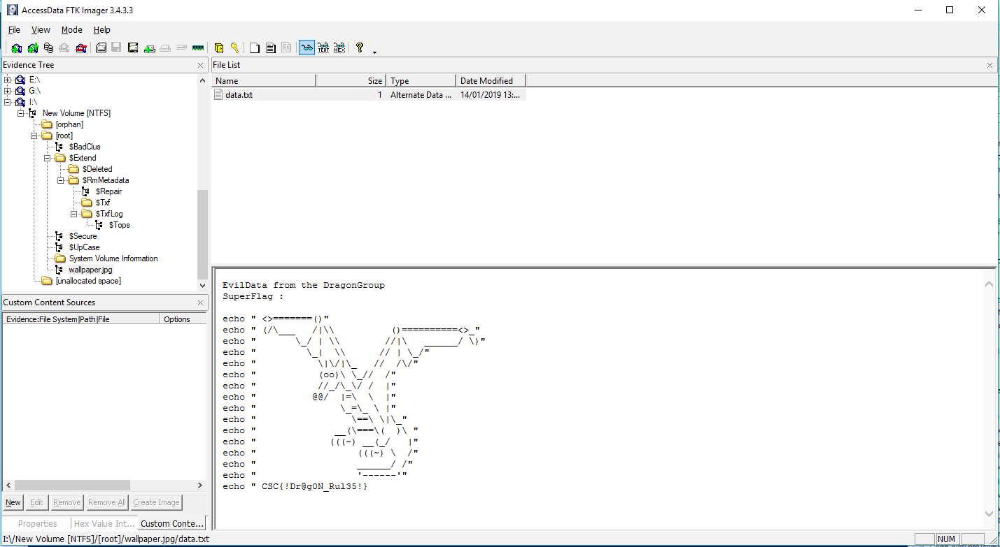 AccessData FTK Imager 3.4.3.3
File View Mode Help
Evidence Tree
E:\
G:\
I:\
New Volume [NTFS]
[orphan]
[root]
$BadClus
$Extend
$Deleted
$RmMetadata
$Repair
$Txf
$TxfLog
$Tops
$Secure
$UpCase
System Volume Information
wallpaper.jpg
[unallocated space]
Custom Content Sources
Evidence:File System|Path|File Options
New Edit Remove Remove All Create Image
Properties Hex Value Int... Custom Conte...
File List
Name Size Type Date Modified
data.txt 1 Alternate Data ... 14/01/2019 13:...
EvilData from the DragonGroup
SuperFlag :
echo " <>=======()"
echo " (/\___   /|\\          ()==========<>_"
echo "       \_/ | \\        //|\   ______/ \)"
echo "         \_|  \\      // | \_/"
echo "           \|\/|\_   //  /\/"
echo "           (oo)\ \_//  /"
echo "           //_/\_\/ /  |"
echo "          @@/  |=\  \  |"
echo "               \_=\_ \ |"
echo "                 \==\ \|\_"
echo "              __(\===\(  )\ "
echo "             (((~) __(_/   |"
echo "                  (((~) \  /"
echo "                  ______/ /"
echo "                  '------'"
echo " CSC{!Dr@g0N_Rul35!}
I:\/New Volume [NTFS]/[root]/wallpaper.jpg/data.txt
NUM